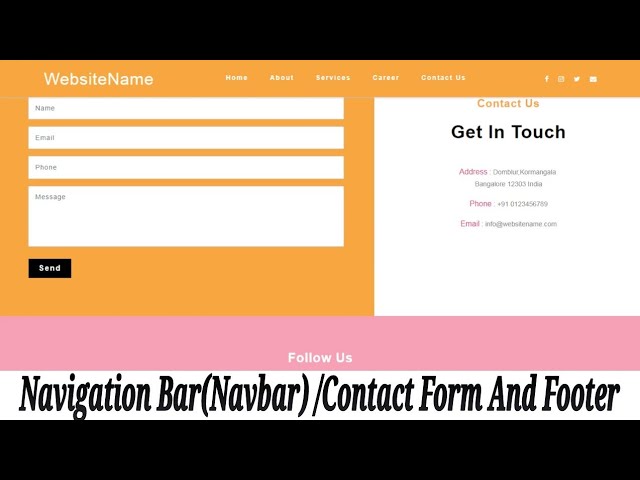 WebsiteName
Home About Services Career Contact Us
Name
Email
Phone
Message
Send
Contact Us
Get In Touch
Address : Domblur,Kormangala
Bangalore 12303 India
Phone : +91 0123456789
Email : info@websitename.com
Follow Us
Navigation Bar(Navbar) /Contact Form And Footer